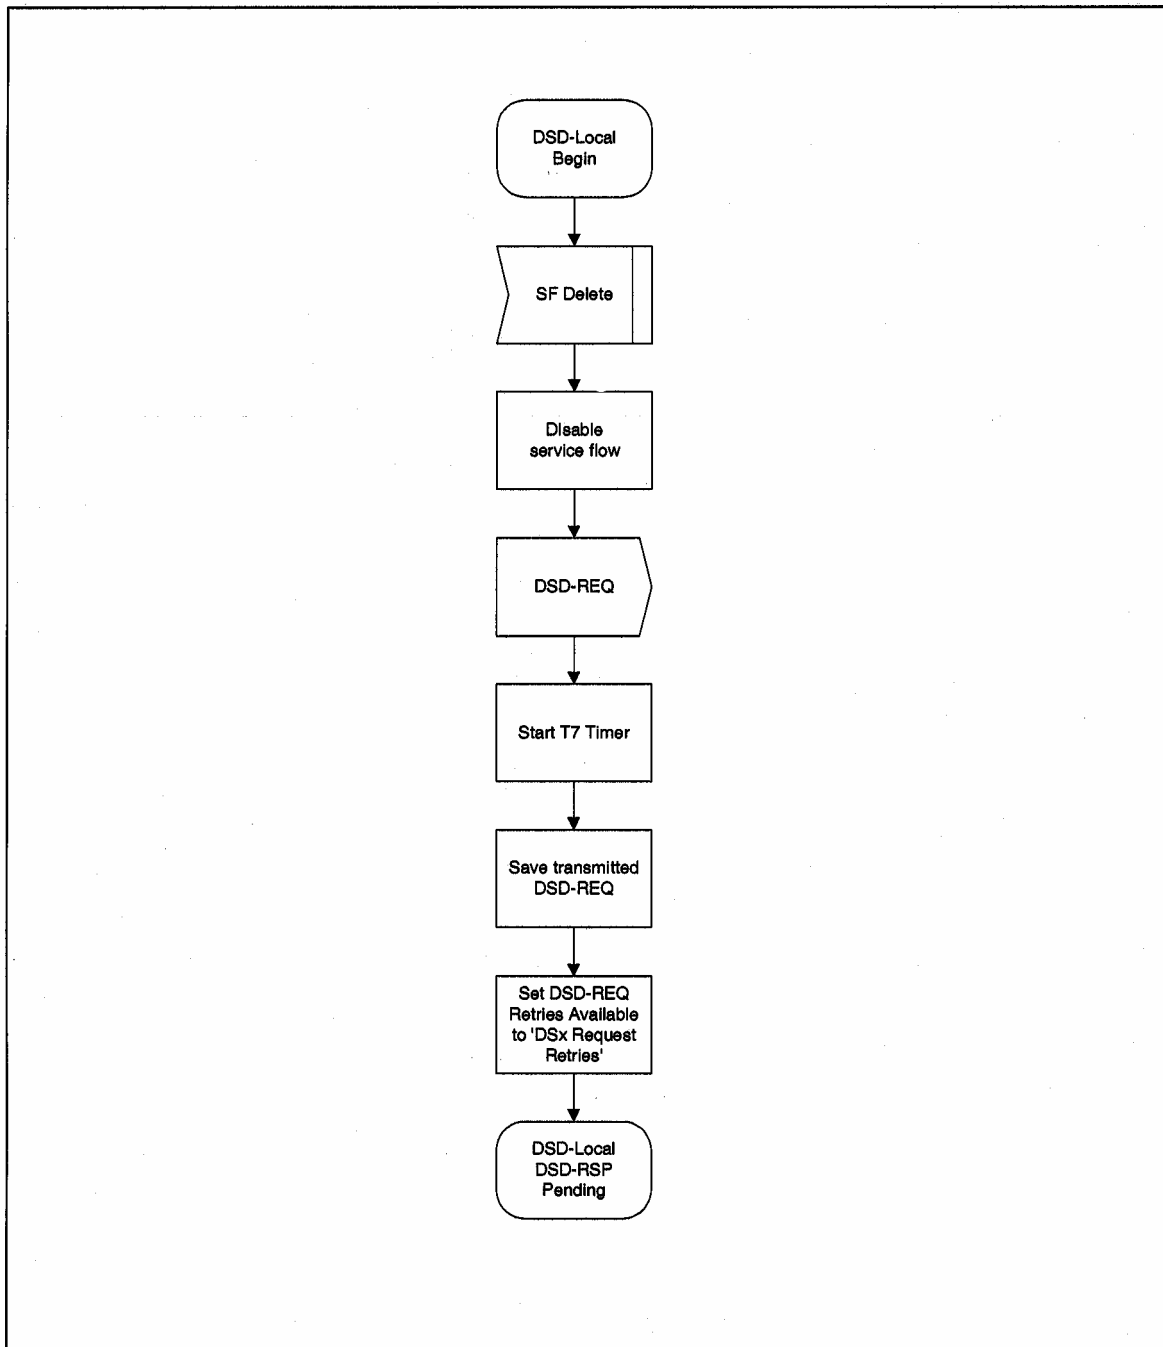 DSD-Local
Begin
SF Delete
Disable
service flow
DSD-REQ
Start T7 Timer
Save transmitted
DSD-REQ
Set DSD-REQ
Retries Available
to 'DSx Request
Retries'
DSD-Local
DSD-RSP
Pending